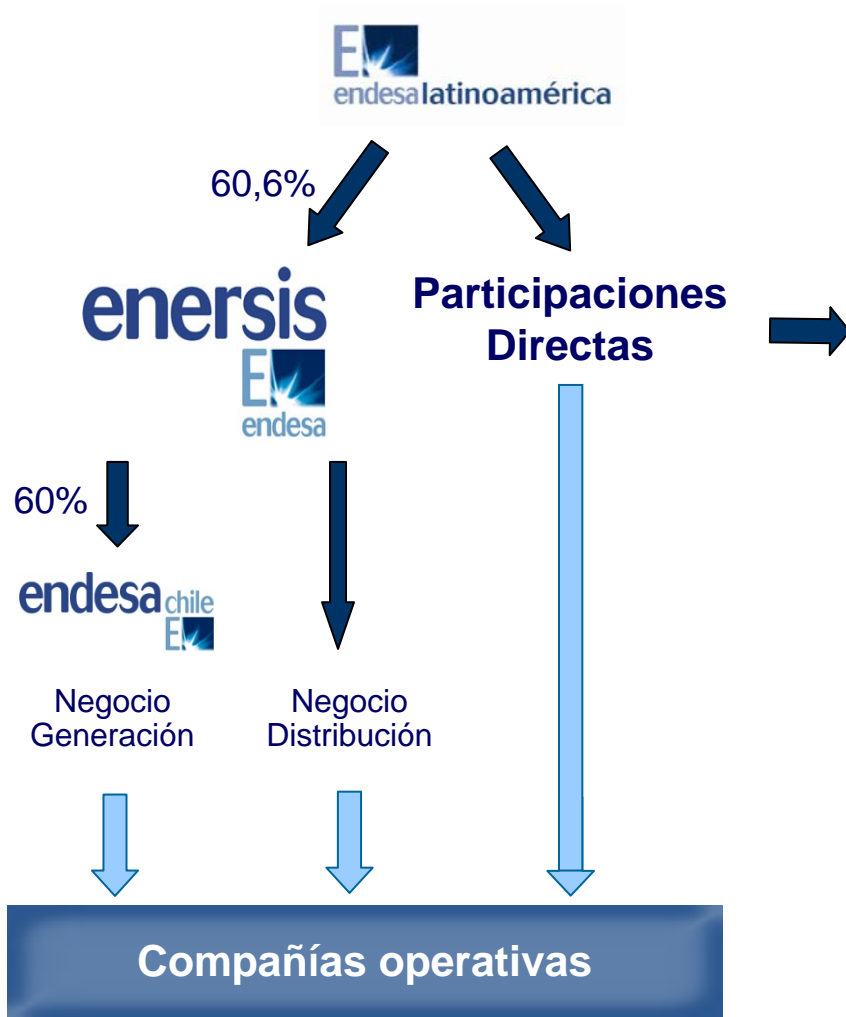 endesa latinoamérica
60,6%
enersis
endesa
Participaciones
Directas
60%
endesa chile
Negocio
Generación
Negocio
Distribución
Compañías operativas